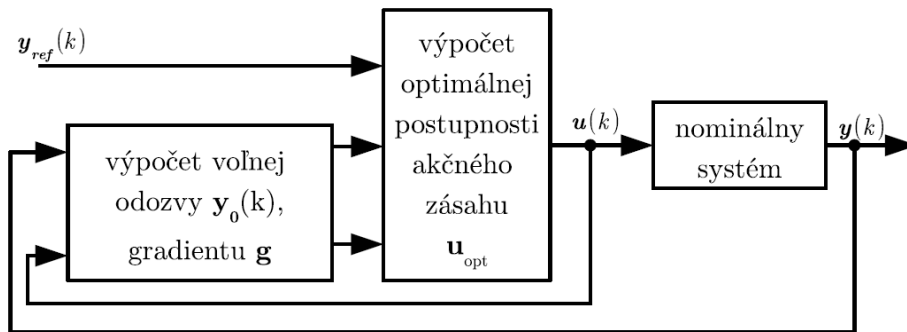 y_ref(k)
výpočet
optimálnej
postupnosti
akčného
zásahu
u_opt
výpočet voľnej
odozvy y_0(k),
gradientu g
u(k)
nominálny
systém
y(k)